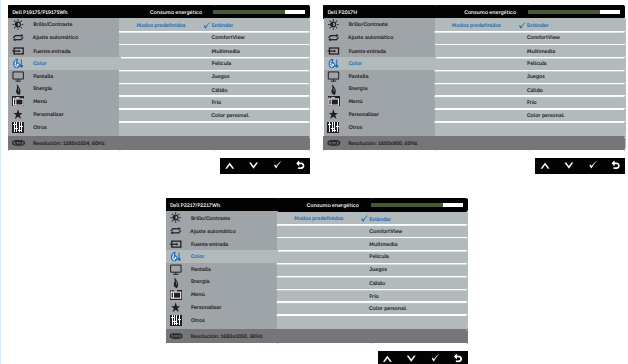 Dell P1917S/P1917SWh Consumo energético
Brillo/Contraste Modos predefinidos ✓ Estándar
Ajuste automático ComfortView
Fuente entrada Multimedia
Color Película
Pantalla Juegos
Energía Cálido
Menú Frío
Personalizar Color personal.
Otros
Resolución: 1280x1024, 60Hz
Dell P2017H Consumo energético
Brillo/Contraste Modos predefinidos ✓ Estándar
Ajuste automático ComfortView
Fuente entrada Multimedia
Color Película
Pantalla Juegos
Energía Cálido
Menú Frío
Personalizar Color personal.
Otros
Resolución: 1600x900, 60Hz
Dell P2217/P2217Wh Consumo energético
Brillo/Contraste Modos predefinidos ✓ Estándar
Ajuste automático ComfortView
Fuente entrada Multimedia
Color Película
Pantalla Juegos
Energía Cálido
Menú Frío
Personalizar Color personal.
Otros
Resolución: 1680x1050, 60Hz